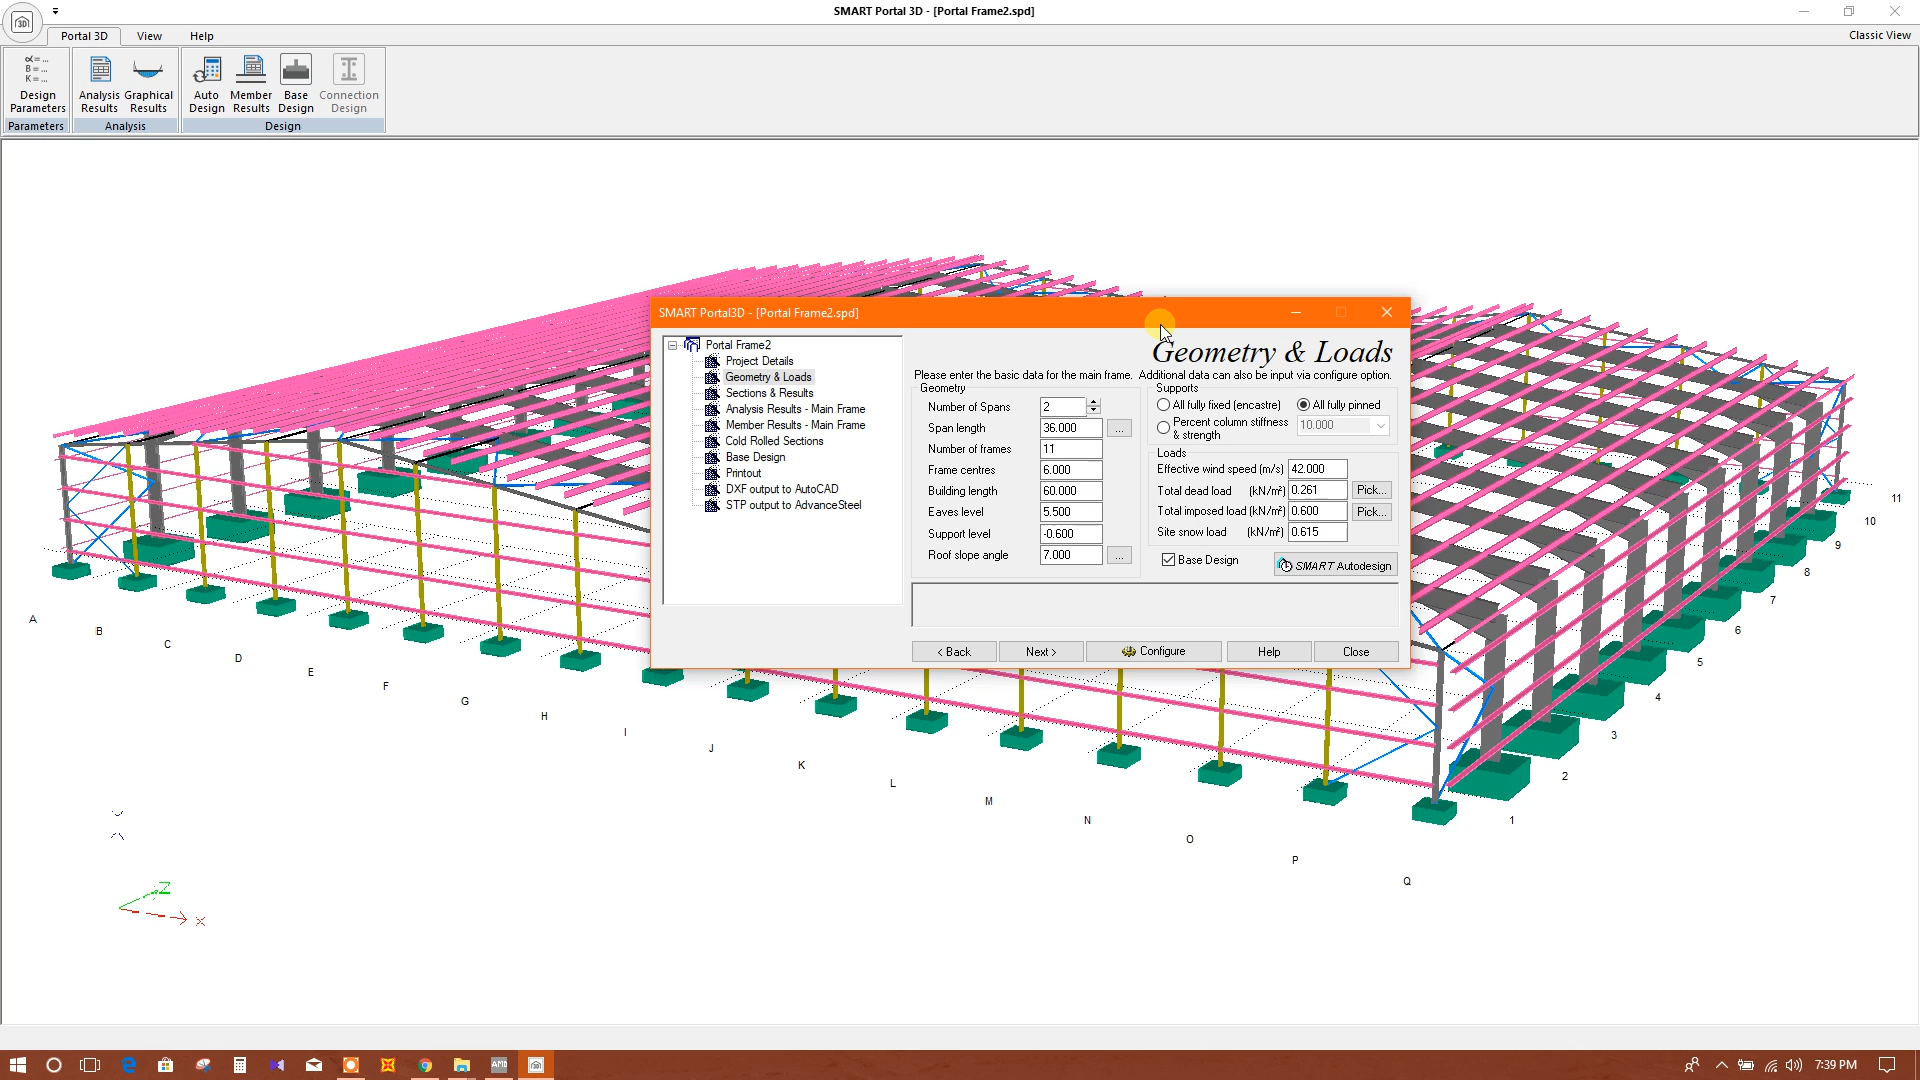 SMART Portal 3D - [Portal Frame2.spd]
3D
Portal 3D View Help Classic View
α= ...
B = ...
K = ...
Design Parameters
Analysis Results
Graphical Results
Auto Design
Member Results
Base Design
Connection Design
Parameters Analysis Design
SMART Portal3D - [Portal Frame2.spd]
Portal Frame2
Project Details
Geometry & Loads
Sections & Results
Analysis Results - Main Frame
Member Results - Main Frame
Cold Rolled Sections
Base Design
Printout
DXF output to AutoCAD
STP output to AdvanceSteel
Geometry & Loads
Please enter the basic data for the main frame. Additional data can also be input via configure option.
Geometry
Number of Spans 2
Span length 36.000 ...
Number of frames 11
Frame centres 6.000
Building length 60.000
Eaves level 5.500
Support level -0.600
Roof slope angle 7.000 ...
Supports
All fully fixed (encastre) All fully pinned
Percent column stiffness & strength 10.000
Loads
Effective wind speed (m/s) 42.000
Total dead load (kN/m²) 0.261 Pick...
Total imposed load (kN/m²) 0.600 Pick...
Site snow load (kN/m²) 0.615
Base Design SMART Autodesign
< Back Next > Configure Help Close
A
B
C
D
E
F
G
H
I
J
K
L
M
N
O
P
Q
1
2
3
4
5
6
7
8
9
10
11
Z
X
AMD
3D
7:39 PM